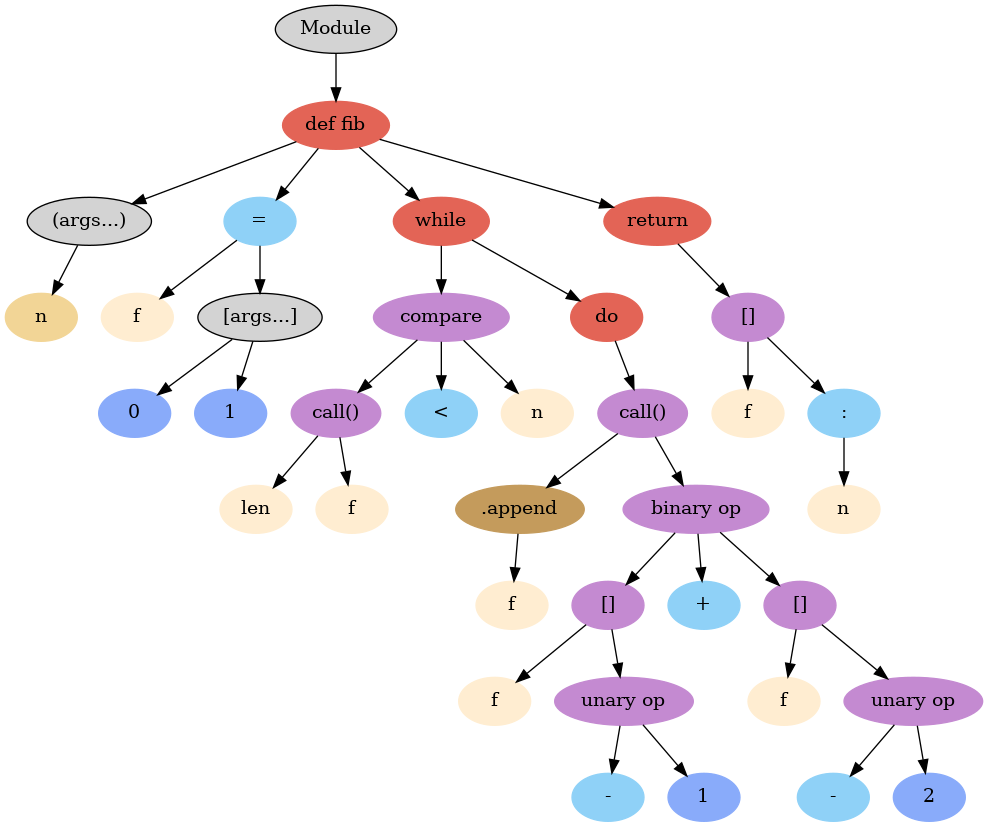 Module
def fib
(args...)
=
while
return
n
f
[args...]
compare
do
[]
0
1
call()
<
n
call()
f
:
len
f
.append
binary op
n
f
[]
+
[]
f
unary op
f
unary op
-
1
-
2